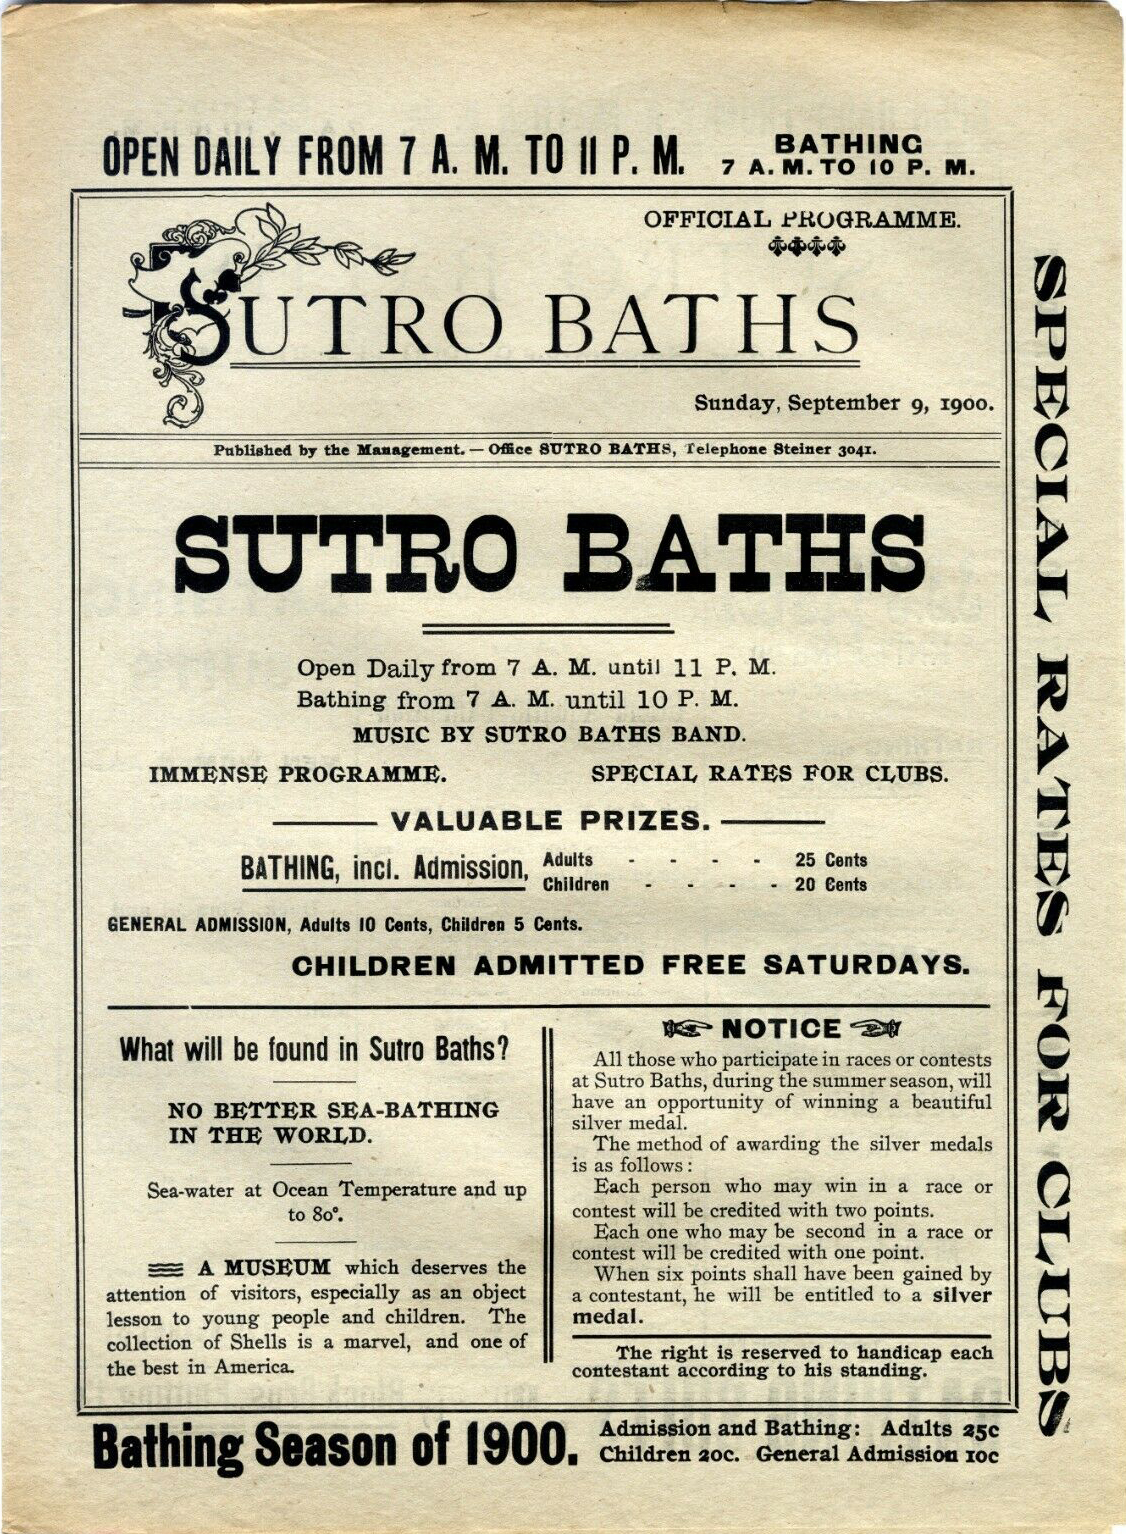 OPEN DAILY FROM 7 A. M. TO 11 P. M.
BATHING
7 A. M. TO 10 P. M.
OFFICIAL PROGRAMME.
SUTRO BATHS
Sunday, September 9, 1900.
Published by the Management. — Office SUTRO BATHS, Telephone Steiner 3041.
SUTRO BATHS
Open Daily from 7 A. M. until 11 P. M.
Bathing from 7 A. M. until 10 P. M.
MUSIC BY SUTRO BATHS BAND.
IMMENSE PROGRAMME. SPECIAL RATES FOR CLUBS.
VALUABLE PRIZES.
BATHING, incl. Admission, Adults - - - - 25 Cents
Children - - - - 20 Cents
GENERAL ADMISSION, Adults 10 Cents, Children 5 Cents.
CHILDREN ADMITTED FREE SATURDAYS.
What will be found in Sutro Baths?
NO BETTER SEA-BATHING
IN THE WORLD.
Sea-water at Ocean Temperature and up
to 80°.
A MUSEUM which deserves the
attention of visitors, especially as an object
lesson to young people and children. The
collection of Shells is a marvel, and one of
the best in America.
NOTICE
All those who participate in races or contests
at Sutro Baths, during the summer season, will
have an opportunity of winning a beautiful
silver medal.
The method of awarding the silver medals
is as follows:
Each person who may win in a race or
contest will be credited with two points.
Each one who may be second in a race or
contest will be credited with one point.
When six points shall have been gained by
a contestant, he will be entitled to a silver
medal.
The right is reserved to handicap each
contestant according to his standing.
Bathing Season of 1900.
Admission and Bathing: Adults 25c
Children 20c. General Admission 10c
SPECIAL RATES FOR CLUBS